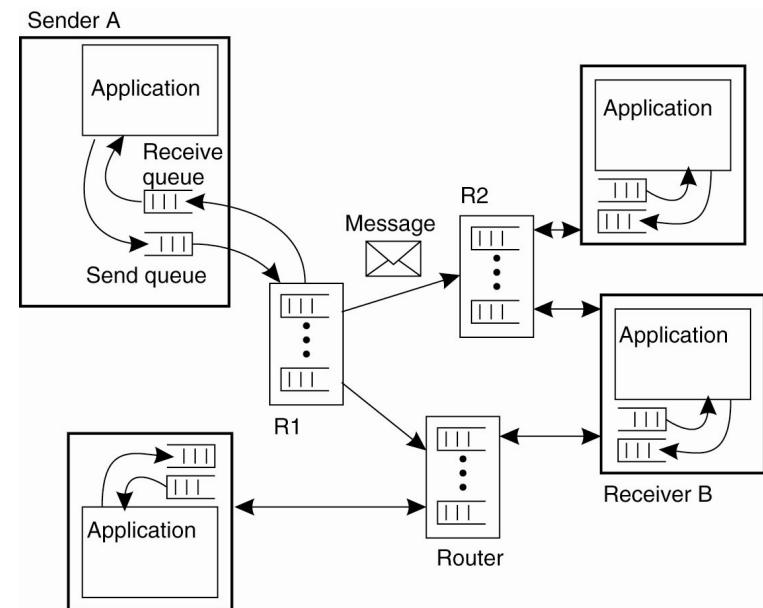 Sender A
Application
Application
Receive
queue
R2
Message
Send queue
Application
R1
Receiver B
Application
Router